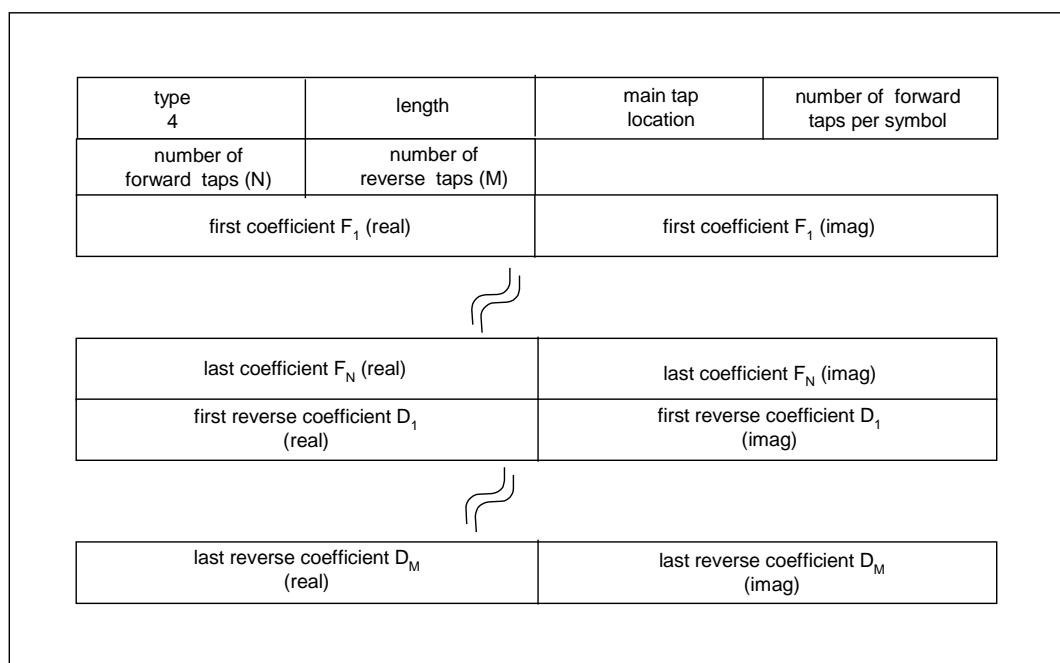 type
4
length
main tap
location
number of forward
taps per symbol
number of
forward taps (N)
number of
reverse taps (M)
first coefficient F1 (real)
first coefficient F1 (imag)
last coefficient FN (real)
last coefficient FN (imag)
first reverse coefficient D1
(real)
first reverse coefficient D1
(imag)
last reverse coefficient DM
(real)
last reverse coefficient DM
(imag)